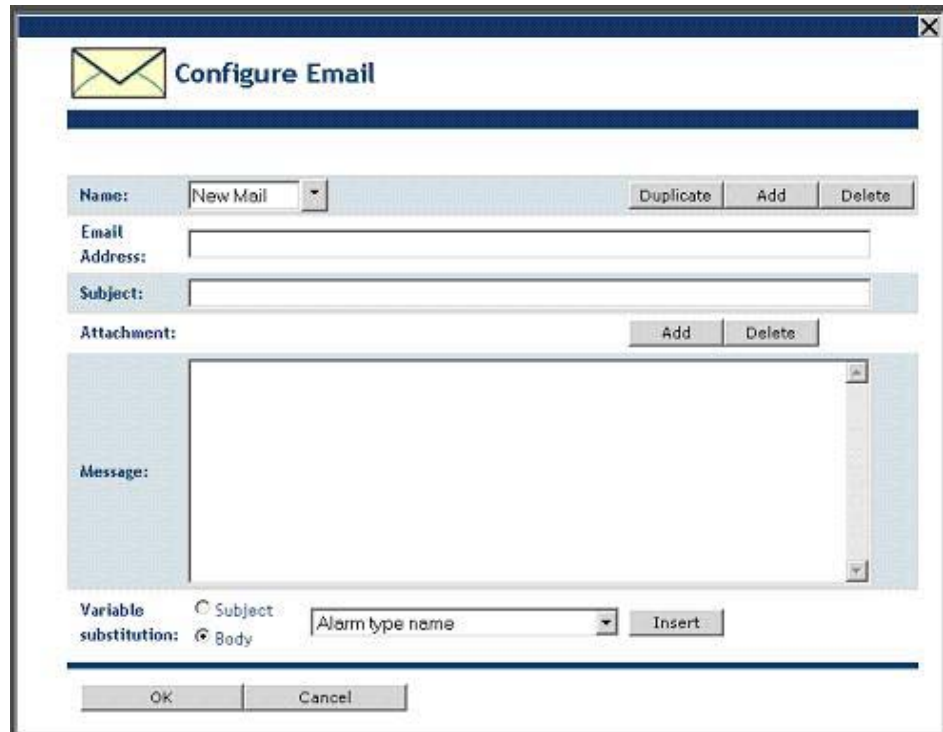 Configure Email
Name: New Mail Duplicate Add Delete
Email
Address:
Subject:
Attachment: Add Delete
Message:
Variable
substitution:
Subject
Body
Alarm type name Insert
OK Cancel